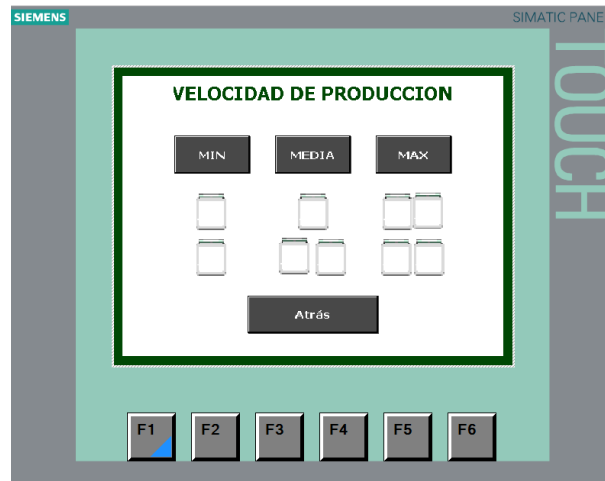 SIEMENS
SIMATIC PANE
TOUCH
VELOCIDAD DE PRODUCCION
MIN
MEDIA
MAX
Atrás
F1
F2
F3
F4
F5
F6